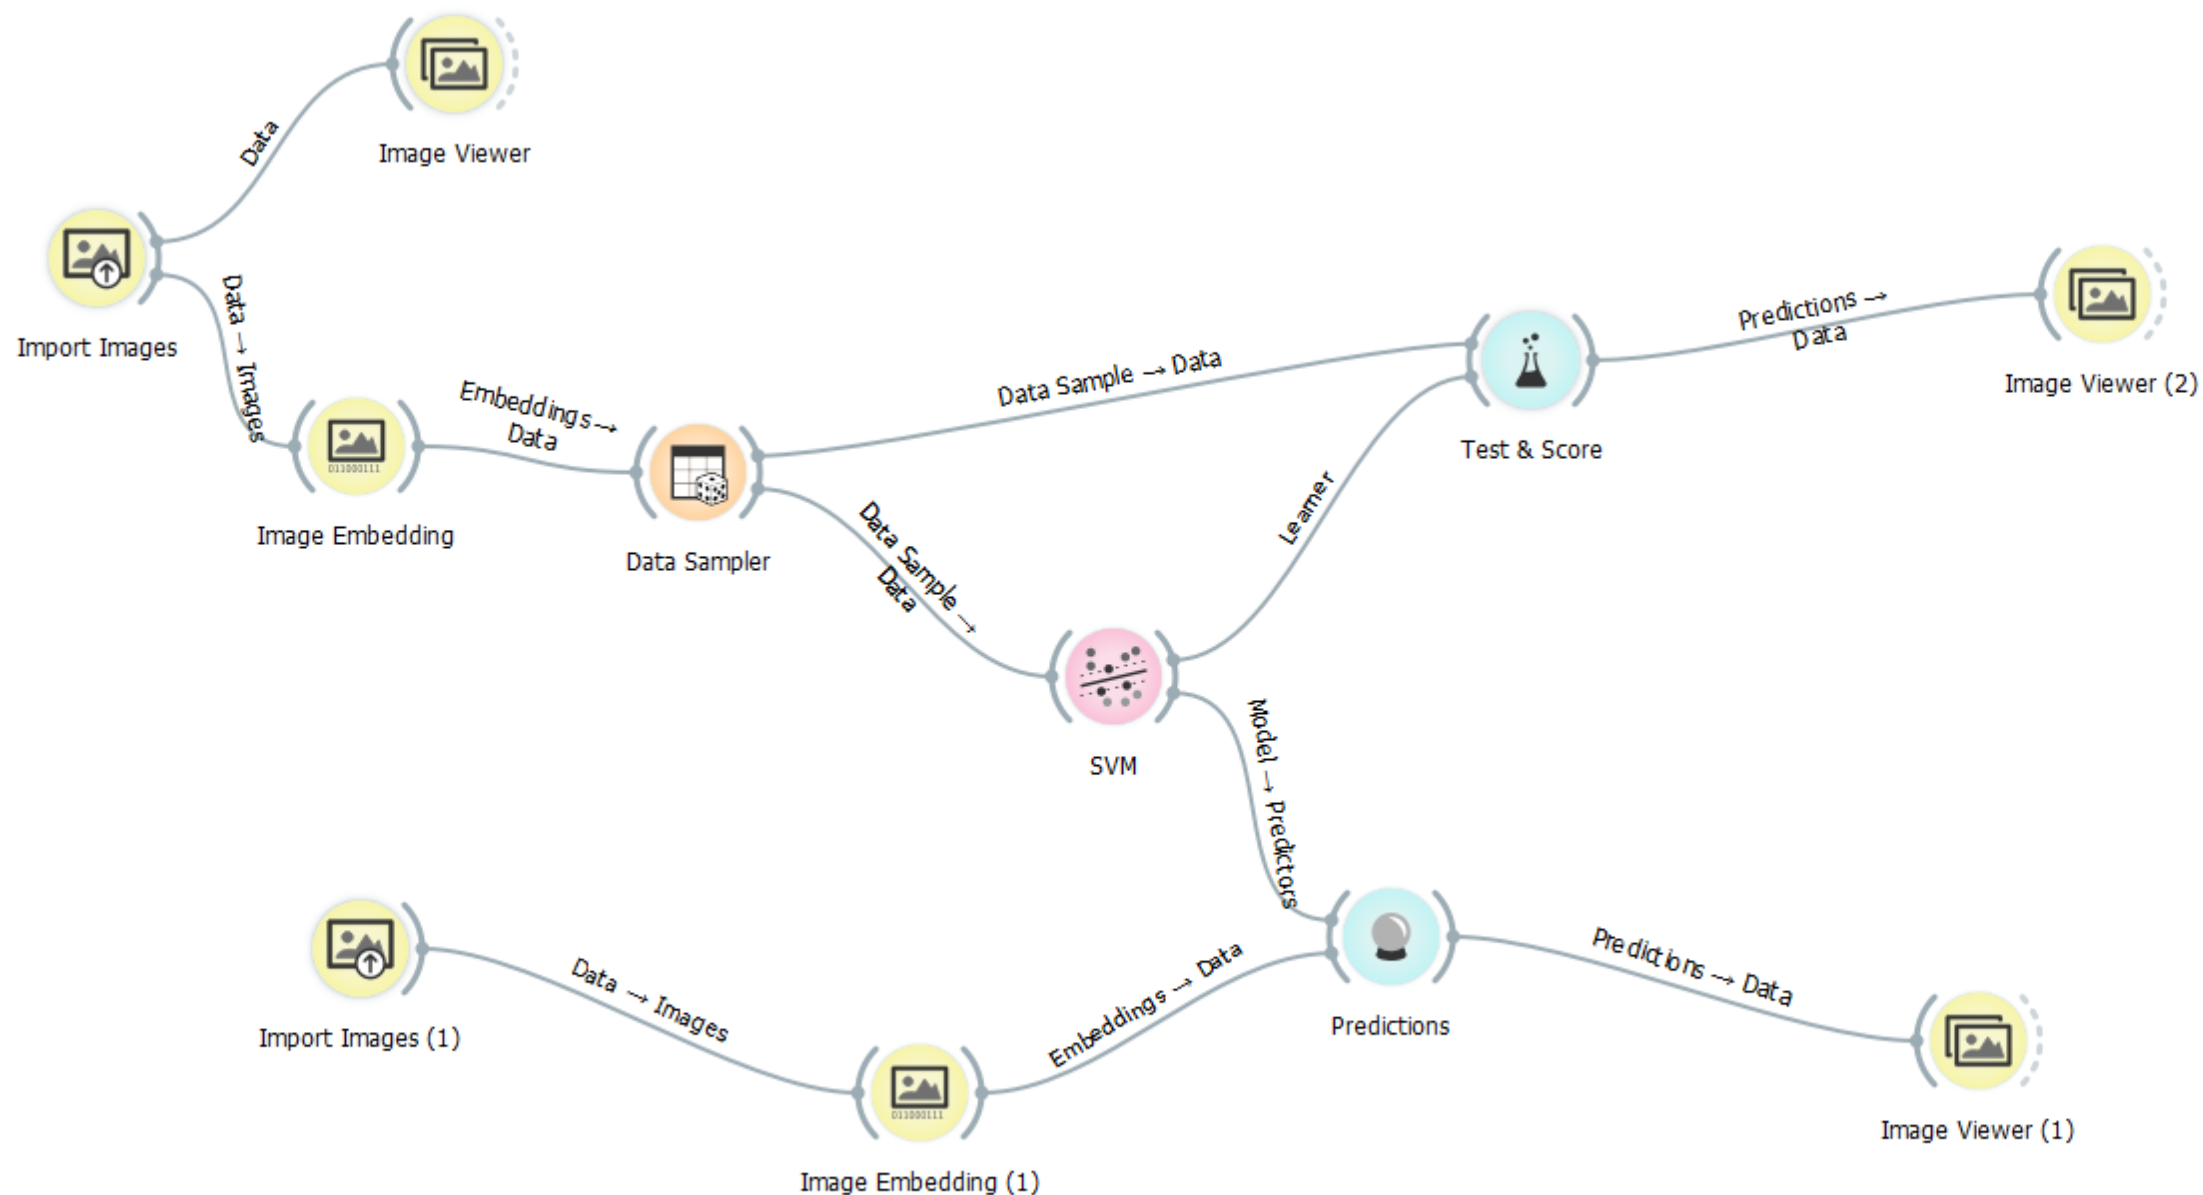 Image Viewer
Data
Import Images
Data → Images
Image Embedding
011000111
Embeddings →
Data
Data Sampler
Data Sample → Data
Data Sample →
Data
Learner
Test & Score
Predictions →
Data
Image Viewer (2)
SVM
Model → Predictors
Import Images (1)
Data → Images
Image Embedding (1)
011000111
Embeddings → Data
Predictions
Predictions → Data
Image Viewer (1)